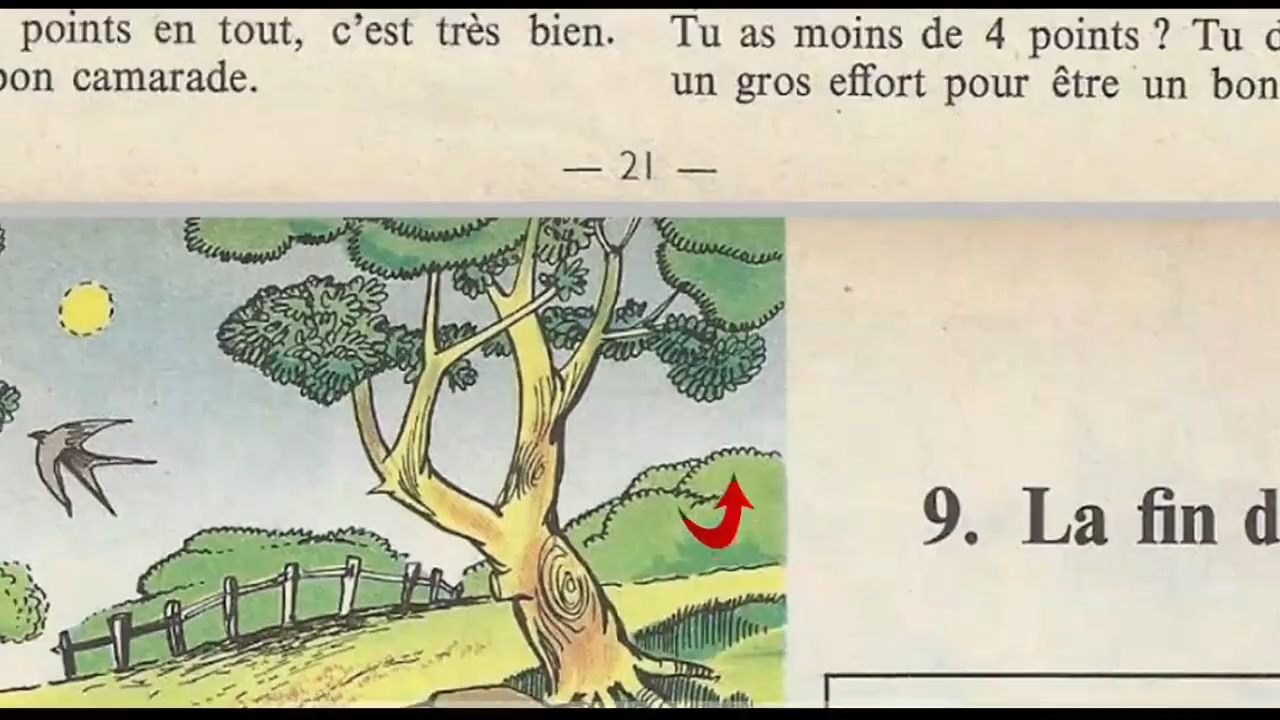 points en tout, c'est très bien.
bon camarade.
Tu as moins de 4 points ? Tu
un gros effort pour être un bon
— 21 —
9. La fin